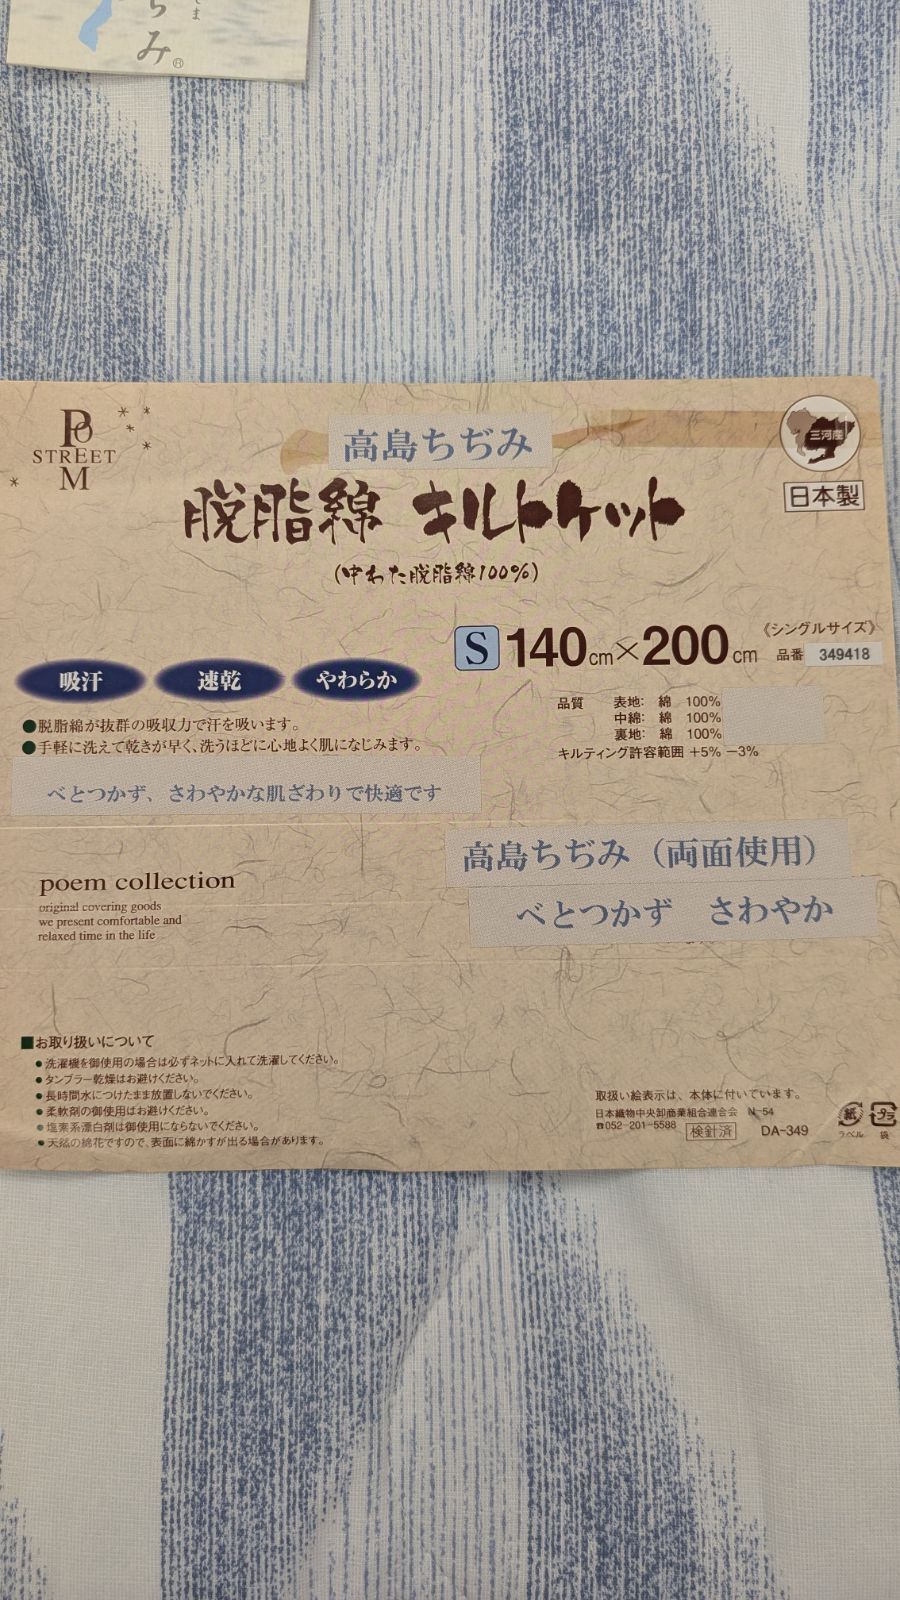 ま
ちみ®
PO
STREET
M
高島ちぢみ
三河産
日本製
脱脂綿 キルトケット
(中わた脱脂綿100%)
S 140cm×200cm
《シングルサイズ》
品番 349418
吸汗 速乾 やわらか
●脱脂綿が抜群の吸収力で汗を吸います。
●手軽に洗えて乾きが早く、洗うほどに心地よく肌になじみます。
べとつかず、さわやかな肌ざわりで快適です
品質 表地: 綿 100%
中綿: 綿 100%
裏地: 綿 100%
キルティング許容範囲 +5% −3%
高島ちぢみ（両面使用）
べとつかず さわやか
poem collection
original covering goods
we present comfortable and
relaxed time in the life
■お取り扱いについて
●洗濯機を御使用の場合は必ずネットに入れて洗濯してください。
●タンブラー乾燥はお避けください。
●長時間水につけたまま放置しないでください。
●柔軟剤の御使用はお避けください。
●塩素系漂白剤は御使用にならないでください。
●天然の綿花ですので、表面に綿かすが出る場合があります。
取扱い絵表示は、本体に付いています。
日本織物中央卸商業組合連合会 N-54
☎052-201-5588 検針済 DA-349
紙 プラ
ラベル 袋